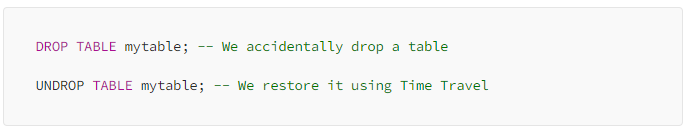 DROP TABLE mytable; -- We accidentally drop a table
UNDROP TABLE mytable; -- We restore it using Time Travel